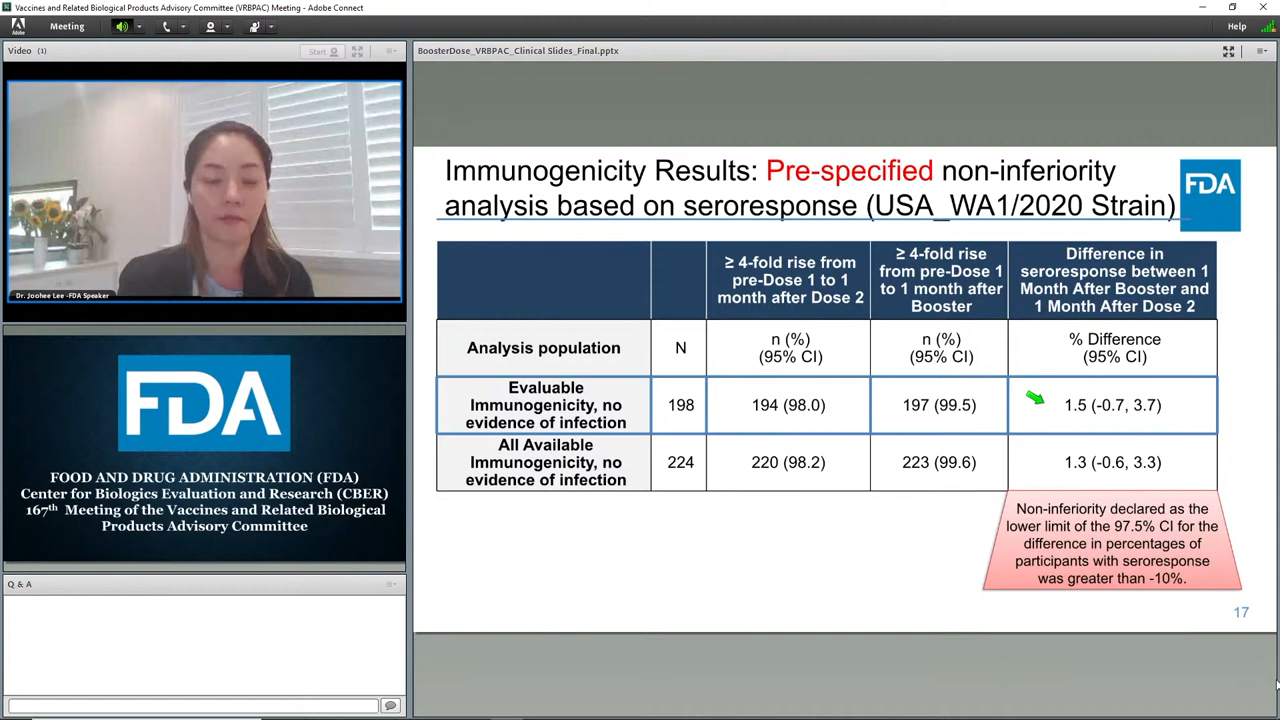 Vaccines and Related Biological Products Advisory Committee (VRBPAC) Meeting - Adobe Connect
Meeting
Help
Video (1)
Start
Dr. Joohee Lee -FDA Speaker
FDA
FOOD AND DRUG ADMINISTRATION (FDA)
Center for Biologics Evaluation and Research (CBER)
167th Meeting of the Vaccines and Related Biological
Products Advisory Committee
Q & A
BoosterDose_VRBPAC_Clinical Slides_Final.pptx
Immunogenicity Results: Pre-specified non-inferiority
analysis based on seroresponse (USA_WA1/2020 Strain)
FDA
≥ 4-fold rise from
pre-Dose 1 to 1
month after Dose 2
≥ 4-fold rise
from pre-Dose 1
to 1 month after
Booster
Difference in
seroresponse between 1
Month After Booster and
1 Month After Dose 2
Analysis population
N
n (%)
(95% CI)
n (%)
(95% CI)
% Difference
(95% CI)
Evaluable
Immunogenicity, no
evidence of infection
198
194 (98.0)
197 (99.5)
1.5 (-0.7, 3.7)
All Available
Immunogenicity, no
evidence of infection
224
220 (98.2)
223 (99.6)
1.3 (-0.6, 3.3)
Non-inferiority declared as the
lower limit of the 97.5% CI for the
difference in percentages of
participants with seroresponse
was greater than -10%.
17